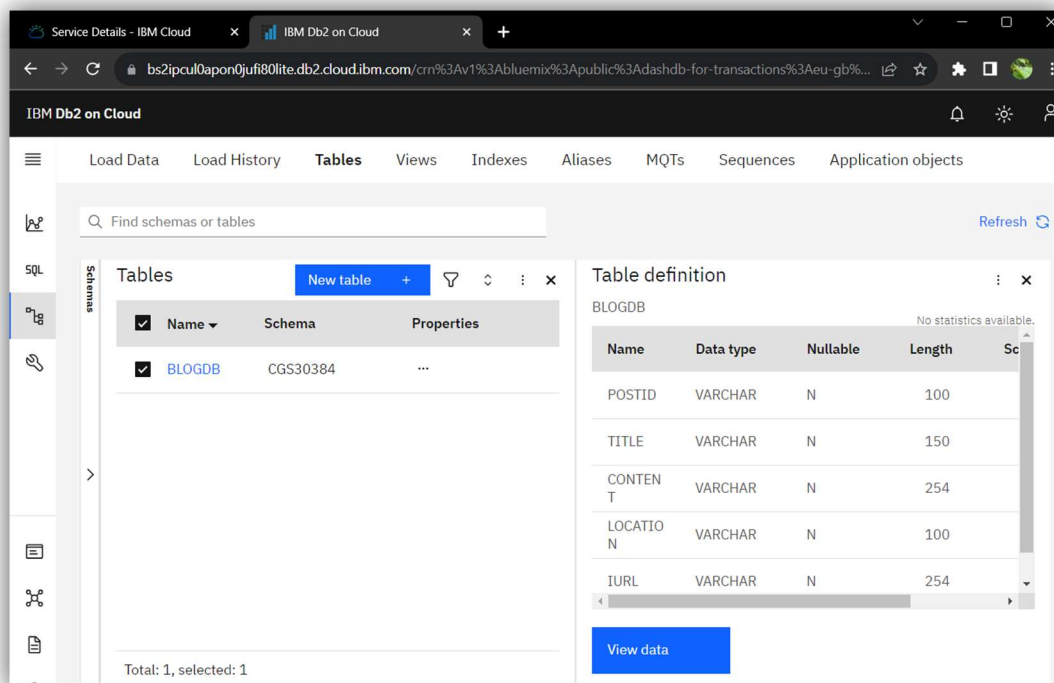 Service Details - IBM Cloud
IBM Db2 on Cloud
bs2ipcul0apon0jufi80lite.db2.cloud.ibm.com/crn%3Av1%3Abluemix%3Apublic%3Adashdb-for-transactions%3Aeu-gb%...
IBM Db2 on Cloud
Load Data Load History Tables Views Indexes Aliases MQTs Sequences Application objects
Find schemas or tables
Refresh
SQL
Schemas
Tables
New table +
Name Schema Properties
BLOGDB CGS30384 ...
Total: 1, selected: 1
Table definition
BLOGDB
No statistics available.
Name Data type Nullable Length Sc
POSTID VARCHAR N 100
TITLE VARCHAR N 150
CONTEN
T VARCHAR N 254
LOCATIO
N VARCHAR N 100
IURL VARCHAR N 254
View data